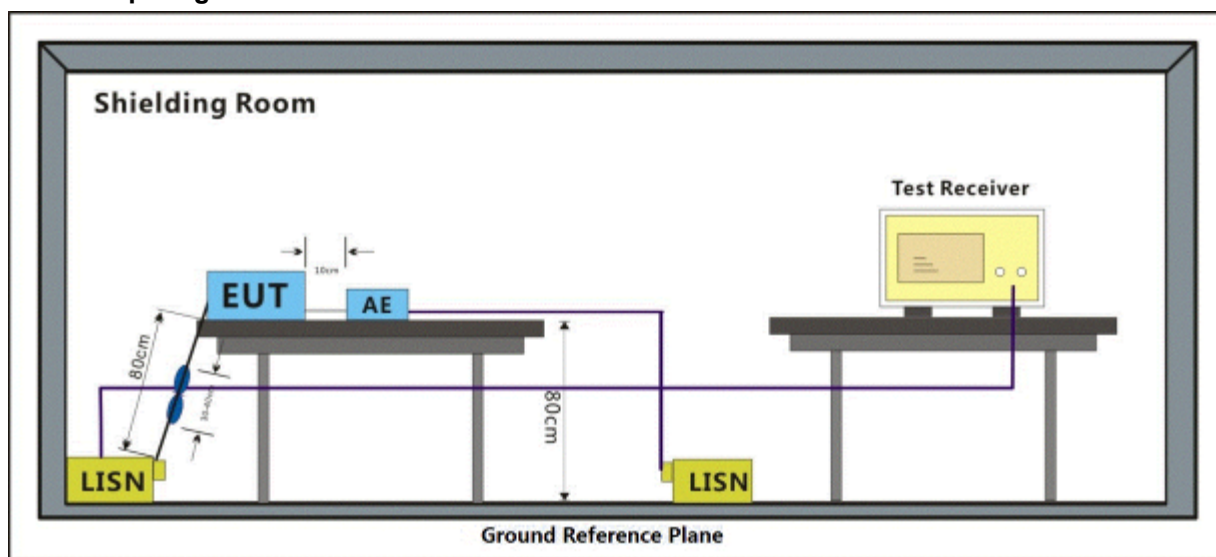 Shielding Room
Test Receiver
10cm
EUT
AE
80cm
80cm
LISN
LISN
Ground Reference Plane